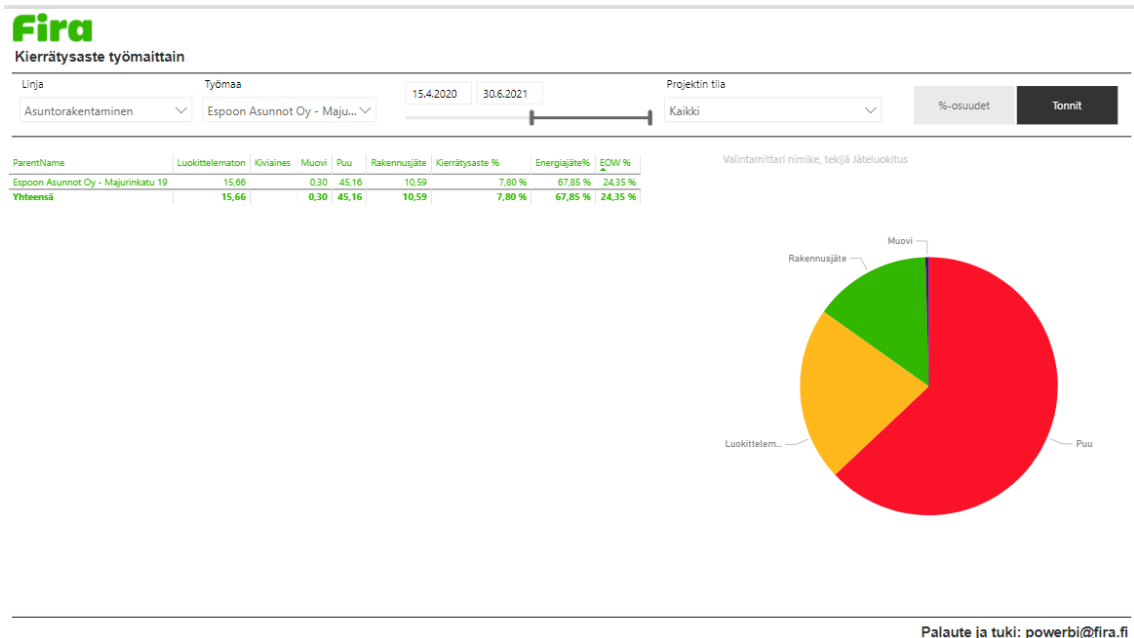 Fira
Kierrätysaste työmaittain
Linja Työmaa Projektin tila
Asuntorakentaminen Espoon Asunnot Oy - Maju... 15.4.2020 30.6.2021 Kaikki %-osuudet Tonnit
ParentName Luokittelematon Kiviaines Muovi Puu Rakennusjäte Kierrätysaste % Energiajäte% EOW %
Espoon Asunnot Oy - Majurinkatu 19 15,66 0,30 45,16 10,59 7,80 % 67,85 % 24,35 %
Yhteensä 15,66 0,30 45,16 10,59 7,80 % 67,85 % 24,35 %
Valintamittari nimike, tekijä Jäteluokitus
Muovi
Rakennusjäte
Luokittelem...
Puu
Palaute ja tuki: powerbi@fira.fi